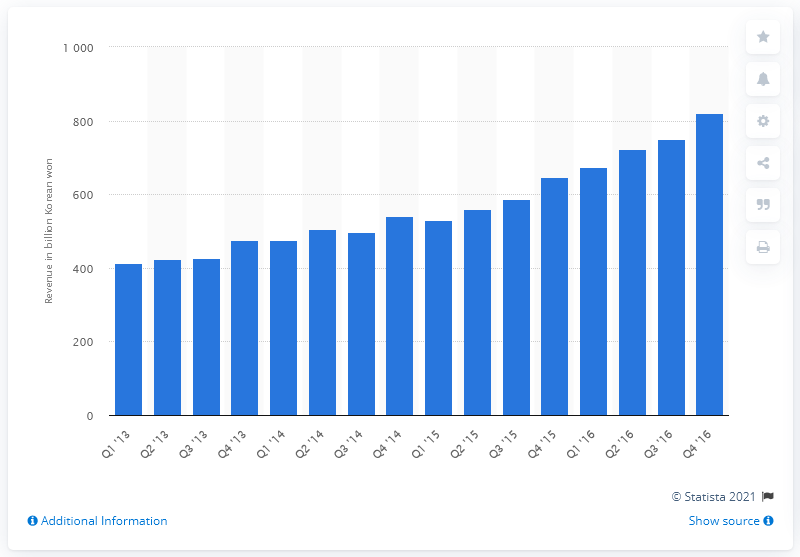 1 000
800
600
400
200
0
Revenue in billion Korean won
Q1 '13
Q2 '13
Q3 '13
Q4 '13
Q1 '14
Q2 '14
Q3 '14
Q4 '14
Q1 '15
Q2 '15
Q3 '15
Q4 '15
Q1 '16
Q2 '16
Q3 '16
Q4 '16
© Statista 2021
Additional Information
Show source